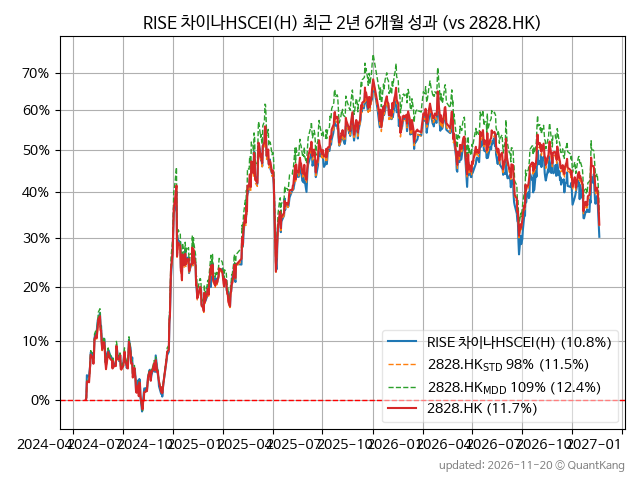 RISE 차이나HSCEI(H) 최근 2년 6개월 성과 (vs 2828.HK)
70%
60%
50%
40%
30%
20%
10%
0%
RISE 차이나HSCEI(H) (10.8%)
2828.HK STD 98% (11.5%)
2828.HK MDD 109% (12.4%)
2828.HK (11.7%)
2024-04 2024-07 2024-10 2025-01 2025-04 2025-07 2025-10 2026-01 2026-04 2026-07 2026-10 2027-01
updated: 2026-11-20 © QuantKang